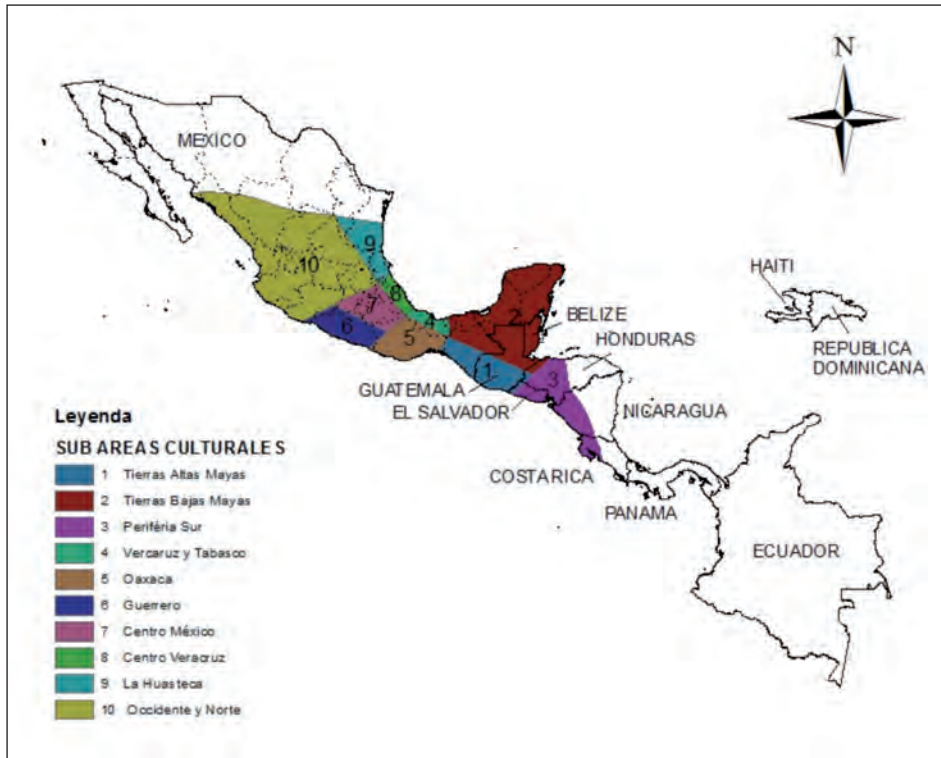 N
MEXICO
9
HAITI
10
8
7
2
BELIZE
6
4
HONDURAS
5
REPUBLICA
DOMINICANA
1
3
GUATEMALA
EL SALVADOR
NICARAGUA
COSTA RICA
PANAMA
ECUADOR
Leyenda
SUB AREAS CULTURALES
1 Tierras Altas Mayas
2 Tierras Bajas Mayas
3 Periféria Sur
4 Vercaruz y Tabasco
5 Oaxaca
6 Guerrero
7 Centro México
8 Centro Veracruz
9 La Huasteca
10 Occidente y Norte